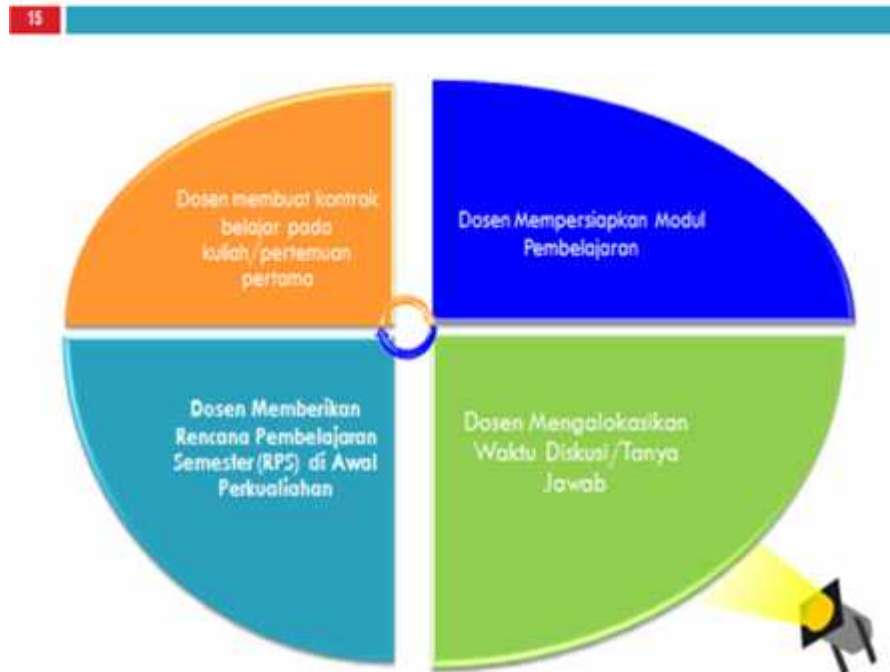 15
Dosen membuat kontrak
belajar pada
kuliah/pertemuan
pertama
Dosen Mempersiapkan Modul
Pembelajaran
Dosen Memberikan
Rencana Pembelajaran
Semester(RPS) di Awal
Perkualiahan
Dosen Mengalokasikan
Waktu Diskusi/Tanya
Jawab